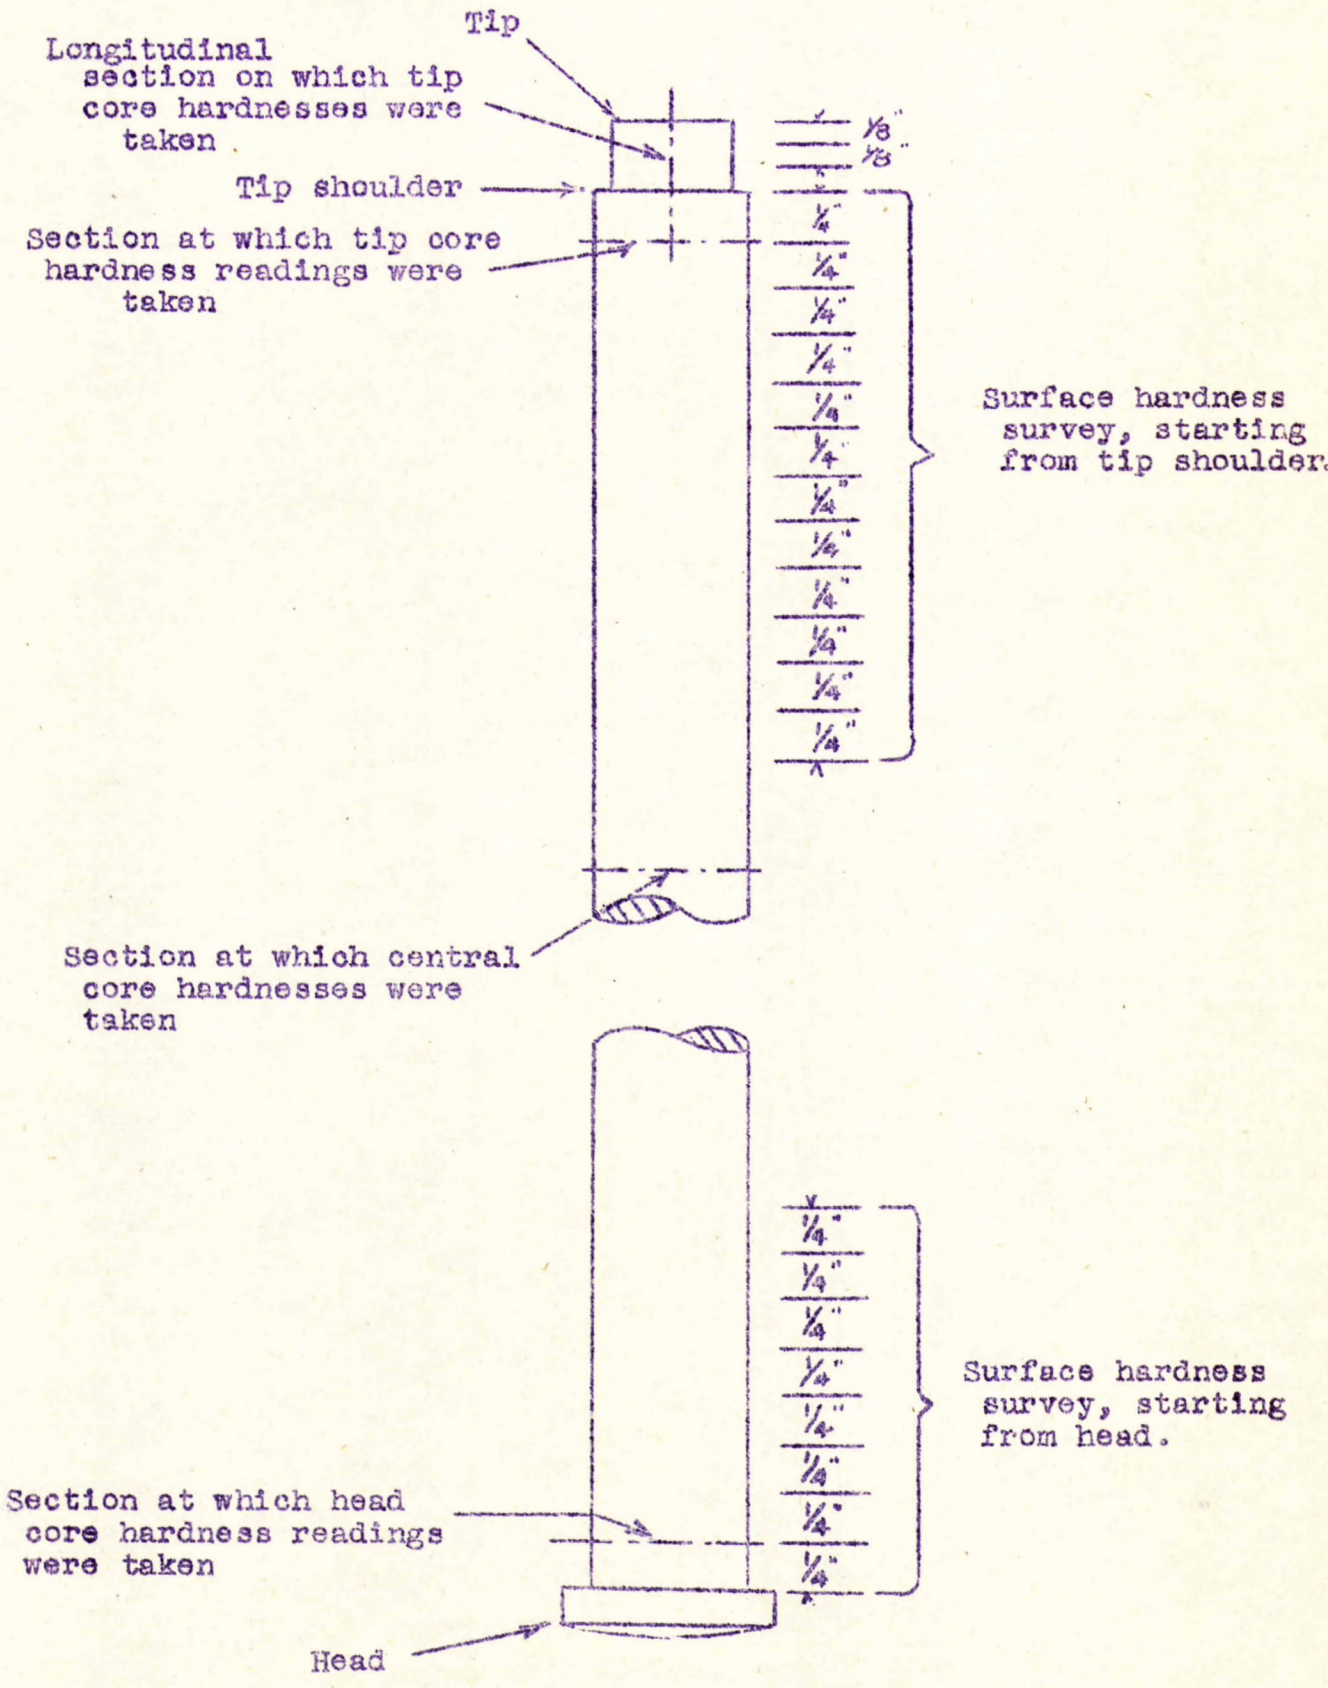 Tip
Longitudinal
section on which tip
core hardnesses were
taken
1/8"
1/8"
Tip shoulder
1/4"
Section at which tip core
hardness readings were
taken
1/4"
1/4"
1/4"
1/4"
1/4"
1/4"
1/4"
1/4"
1/4"
1/4"
1/4"
Surface hardness
survey, starting
from tip shoulder.
Section at which central
core hardnesses were
taken
1/4"
1/4"
1/4"
1/4"
1/4"
1/4"
1/4"
1/4"
Surface hardness
survey, starting
from head.
Section at which head
core hardness readings
were taken
Head